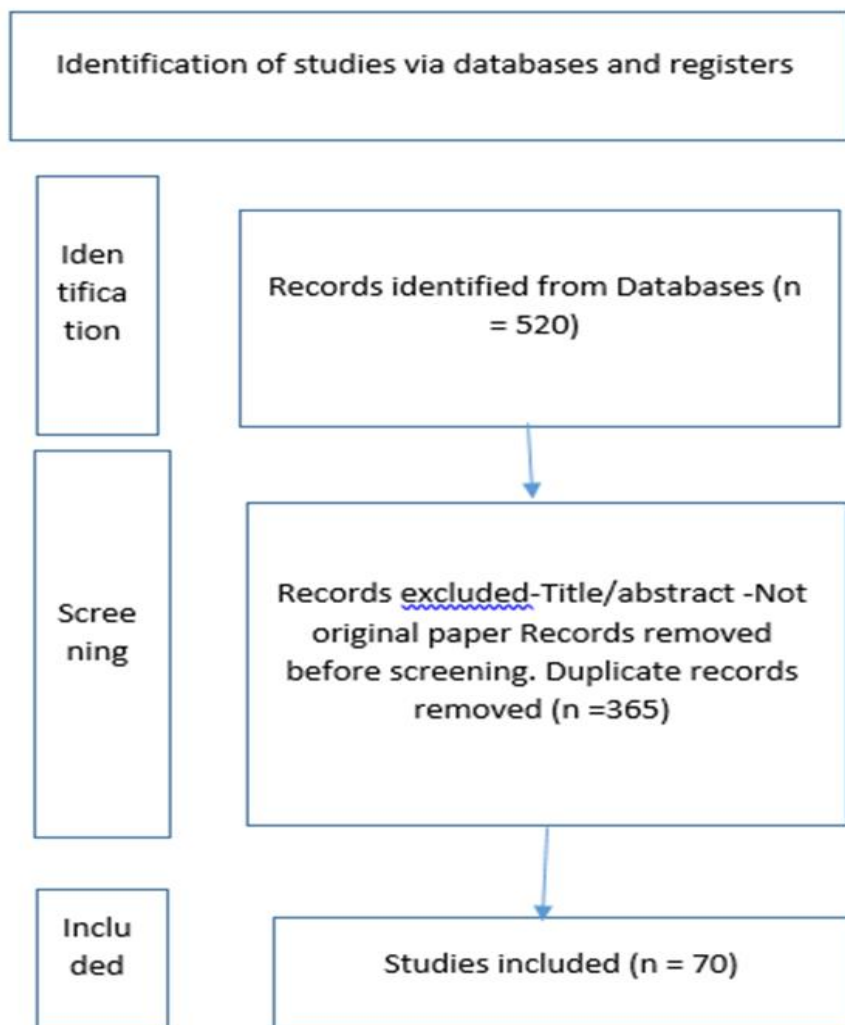 Identification of studies via databases and registers
Iden
tifica
tion
Records identified from Databases (n
= 520)
Scree
ning
Records excluded-Title/abstract -Not
original paper Records removed
before screening. Duplicate records
removed (n =365)
Inclu
ded
Studies included (n = 70)